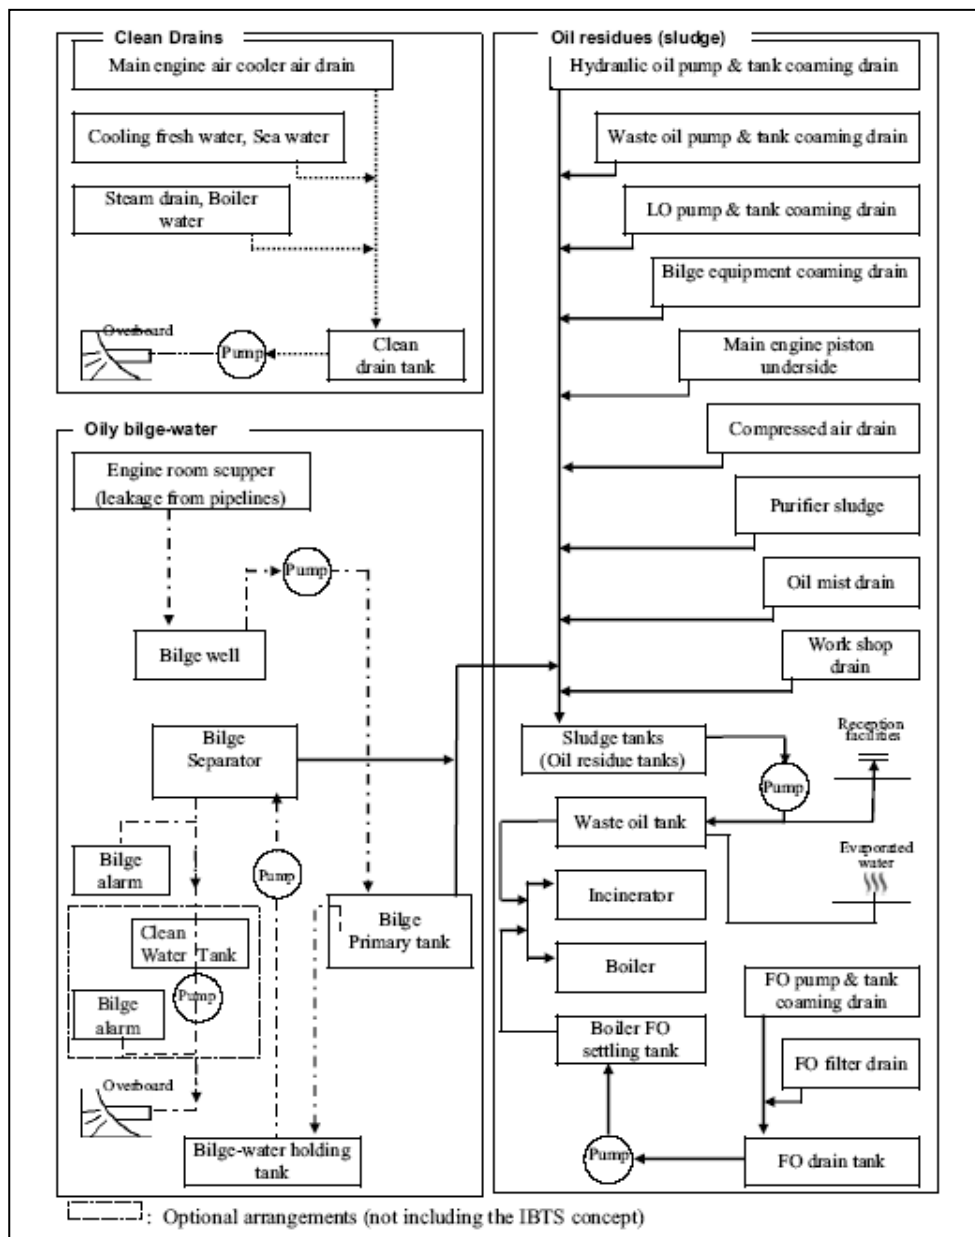 Clean Drains
Main engine air cooler air drain
Cooling fresh water, Sea water
Steam drain, Boiler
water
Overboard
Pump
Clean
drain tank
Oily bilge-water
Engine room scupper
(leakage from pipelines)
Pump
Bilge well
Bilge
Separator
Bilge
alarm
Pump
Clean
Water Tank
Bilge
Primary tank
Pump
Bilge
alarm
Overboard
Bilge-water holding
tank
Oil residues (sludge)
Hydraulic oil pump & tank coaming drain
Waste oil pump & tank coaming drain
LO pump & tank coaming drain
Bilge equipment coaming drain
Main engine piston
underside
Compressed air drain
Purifier sludge
Oil mist drain
Work shop
drain
Sludge tanks
(Oil residue tanks)
Reception
facilities
Pump
Waste oil tank
Evaporated
water
Incinerator
Boiler
FO pump & tank
coaming drain
Boiler FO
settling tank
FO filter drain
Pump
FO drain tank
: Optional arrangements (not including the IBTS concept)